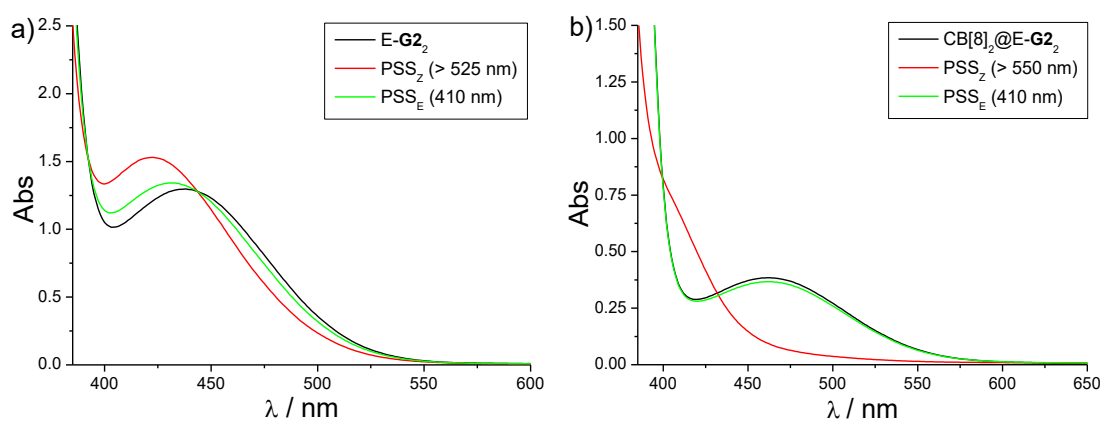 a)
2.5
2.0
1.5
1.0
0.5
0.0
Abs
400 450 500 550 600
λ / nm
E-G2₂
PSS_Z (> 525 nm)
PSS_E (410 nm)
b)
1.50
1.25
1.00
0.75
0.50
0.25
0.00
Abs
400 450 500 550 600 650
λ / nm
CB[8]₂@E-G2₂
PSS_Z (> 550 nm)
PSS_E (410 nm)